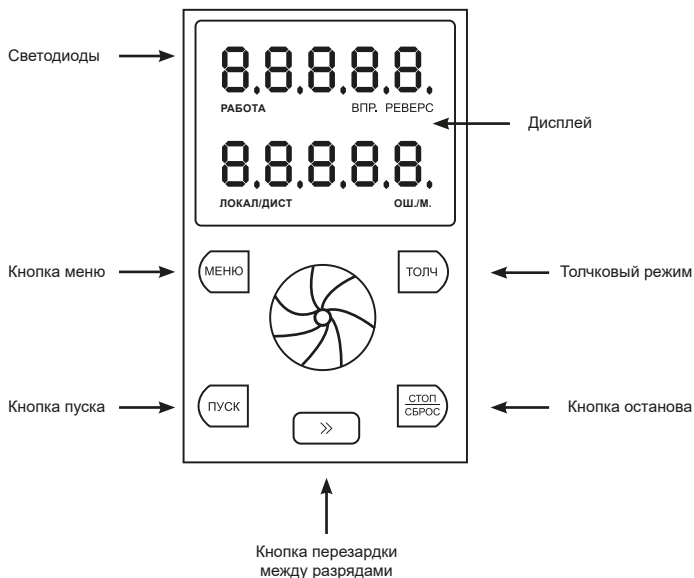 Светодиоды
8.8.8.8.8.
РАБОТА ВПР. РЕВЕРС
Дисплей
8.8.8.8.8.
ЛОКАЛ/ДИСТ ОШ./М.
Кнопка меню
МЕНЮ
ТОЛЧ
Толчковый режим
Кнопка пуска
ПУСК
СТОП
СБРОС
Кнопка останова
Кнопка перезардки
между разрядами